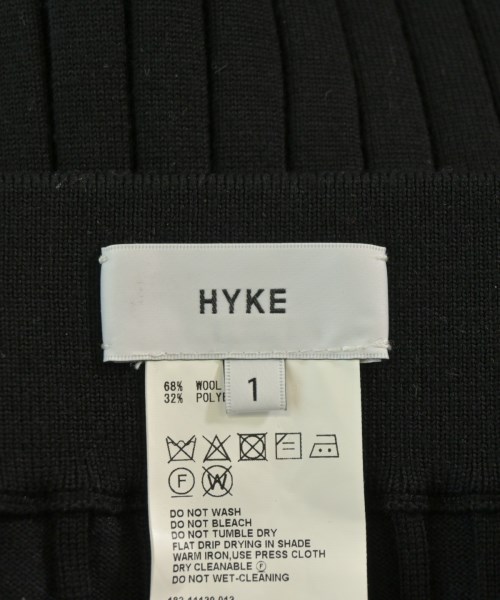 HYKE
1
68% WOOL
32%
F
W
DO NOT WASH
DO NOT BLEACH
DO NOT TUMBLE DRY
FLAT DRIP DRYING IN SHADE
WARM IRON,USE PRESS CLOTH
DRY CLEANABLE Ⓕ
DO NOT WET-CLEANING